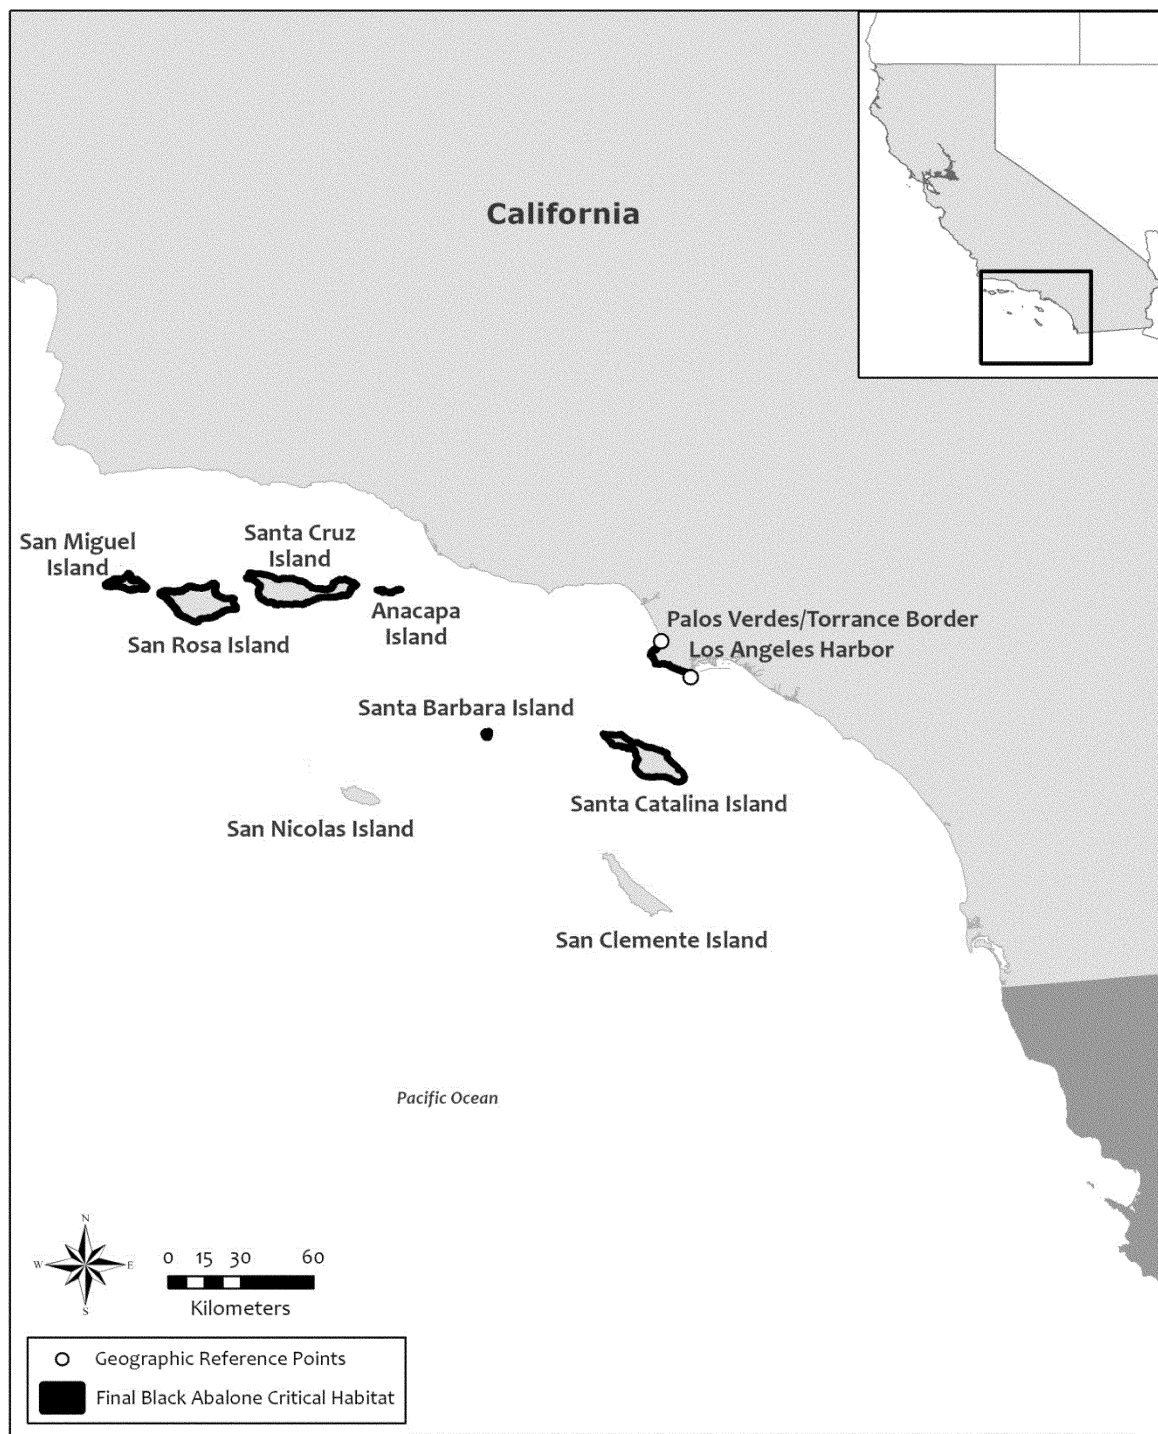 California
San Miguel
Island
Santa Cruz
Island
San Rosa Island
Anacapa
Island
Palos Verdes/Torrance Border
Los Angeles Harbor
Santa Barbara Island
Santa Catalina Island
San Nicolas Island
San Clemente Island
Pacific Ocean
N
W
E
S
0 15 30 60
Kilometers
Geographic Reference Points
Final Black Abalone Critical Habitat